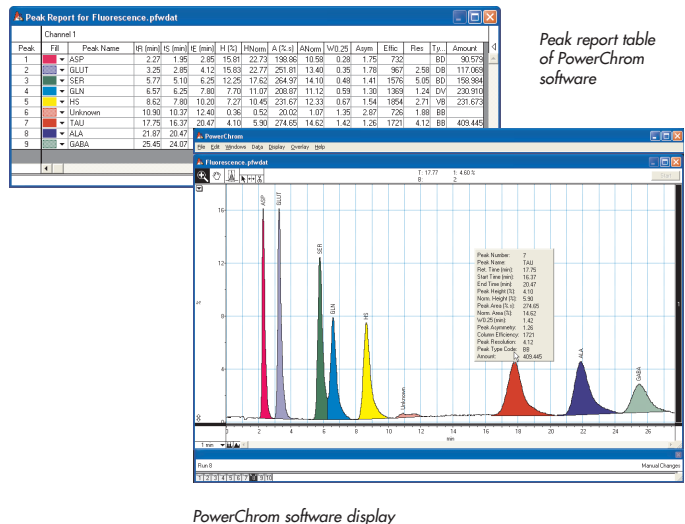 Peak Report for Fluorescence.pfwdat
Channel 1
Peak Fill Peak Name tR (min) tS (min) tE (min) H (%) HNorm A (%.s) ANorm W0.25 Asym Effic Res Ty... Amount
1 ASP 2.27 1.95 2.85 15.81 22.73 198.86 10.58 0.28 1.75 732 BD 90.579
2 GLUT 3.25 2.85 4.12 15.83 22.77 251.81 13.40 0.35 1.78 967 2.58 DB 117.069
3 SER 5.77 5.10 6.25 12.25 17.62 264.97 14.10 0.48 1.41 1576 5.05 BD 158.984
4 GLN 6.57 6.25 7.80 7.70 11.07 208.87 11.12 0.59 1.30 1369 1.24 DV 230.910
5 HS 8.62 7.80 10.20 7.27 10.45 231.67 12.33 0.67 1.54 1854 2.71 VB 231.673
6 Unknown 10.90 10.37 12.40 0.36 0.52 20.02 1.07 1.35 2.87 726 1.88 BB
7 TAU 17.75 16.37 20.47 4.10 5.90 274.65 14.62 1.42 1.26 1721 4.12 BB 409.445
8 ALA 21.87 20.47
9 GABA 25.45 24.07
Peak report table
of PowerChrom
software
PowerChrom
File Edit Windows Data Display Overlay Help
Fluorescence.pfwdat
T: 17.77 1: 4.60 %
B: 2:
Start
16
12
8
4
0
%
1
ASP
GLUT
SER
GLN
HS
Unknown
ALA
GABA
Peak Number: 7
Peak Name: TAU
Ret. Time (min): 17.75
Start Time (min): 16.37
End Time (min): 20.47
Peak Height (%): 4.10
Norm. Height (%): 5.90
Peak Area (%.s): 274.65
Norm. Area (%): 14.62
W0.25 (min): 1.42
Peak Asymmetry: 1.26
Column Efficiency: 1721
Peak Resolution: 4.12
Peak Type Code: BB
Amount: 409.445
0 2 4 6 8 10 12 14 16 18 20 22 24 26
min
1 min
Run 8
Manual Changes
1 2 3 4 5 6 7 8 9 10
PowerChrom software display